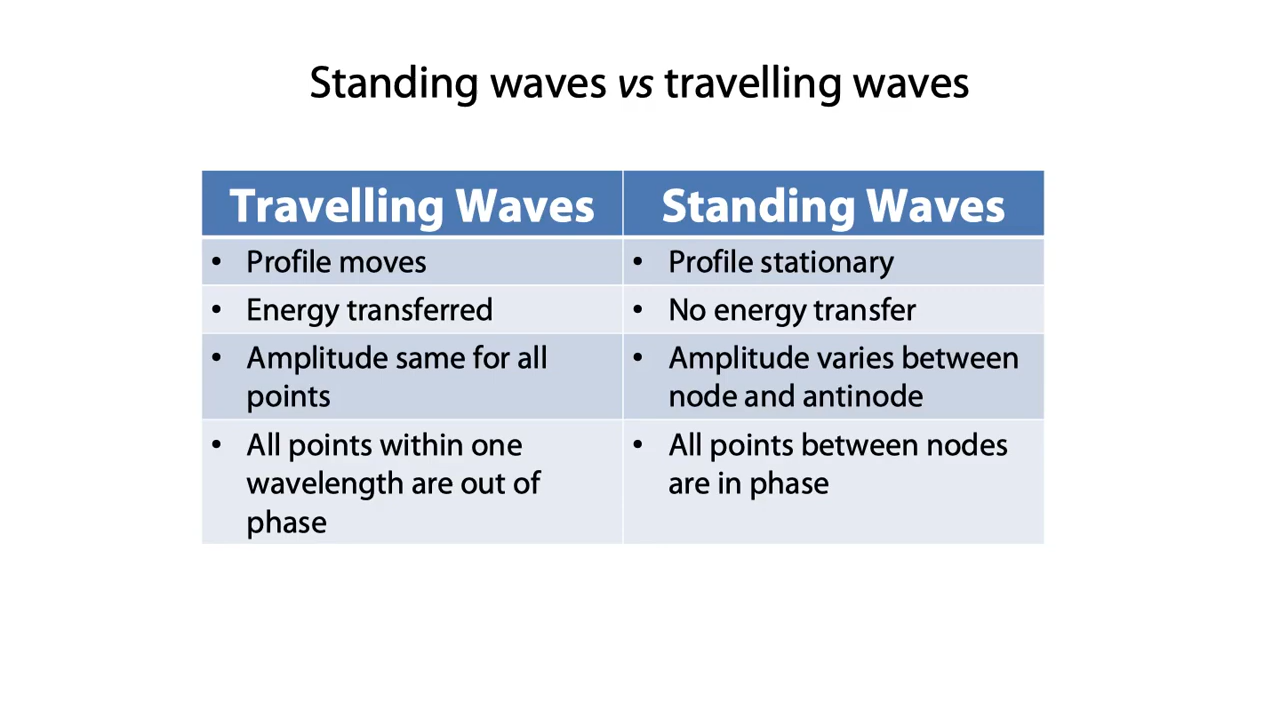 Standing waves vs travelling waves
Travelling Waves
Standing Waves
• Profile moves
• Profile stationary
• Energy transferred
• No energy transfer
• Amplitude same for all
points
• Amplitude varies between
node and antinode
• All points within one
wavelength are out of
phase
• All points between nodes
are in phase